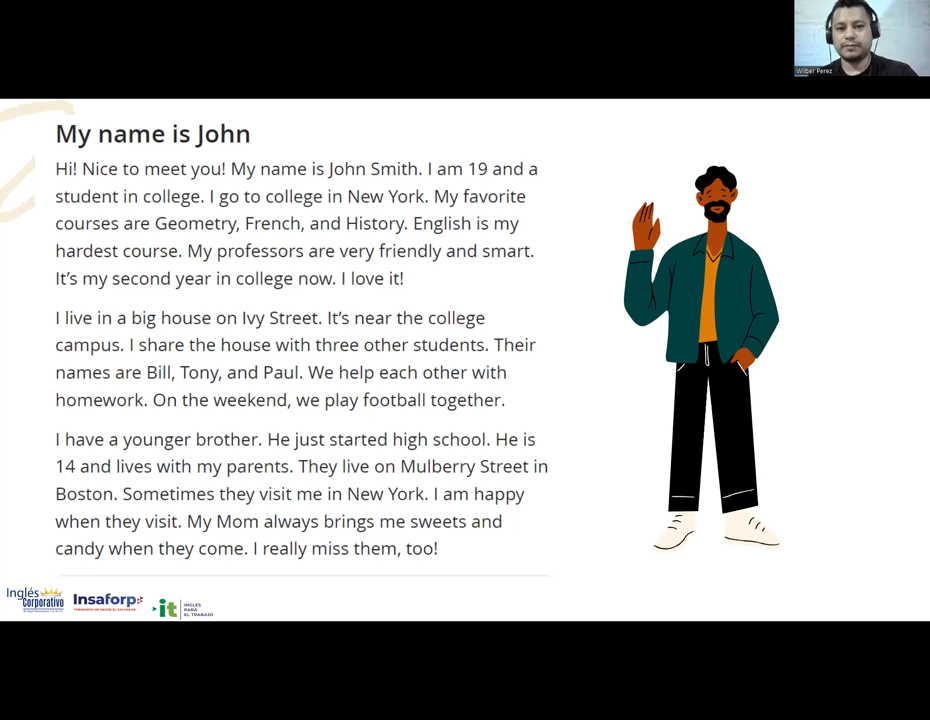 Wilber Perez
My name is John
Hi! Nice to meet you! My name is John Smith. I am 19 and a
student in college. I go to college in New York. My favorite
courses are Geometry, French, and History. English is my
hardest course. My professors are very friendly and smart.
It’s my second year in college now. I love it!
I live in a big house on Ivy Street. It’s near the college
campus. I share the house with three other students. Their
names are Bill, Tony, and Paul. We help each other with
homework. On the weekend, we play football together.
I have a younger brother. He just started high school. He is
14 and lives with my parents. They live on Mulberry Street in
Boston. Sometimes they visit me in New York. I am happy
when they visit. My Mom always brings me sweets and
candy when they come. I really miss them, too!
Inglés
Corporativo
Insaforp
FORMANDO UN MEJOR EL SALVADOR
it
INGLÉS
PARA
EL TRABAJO